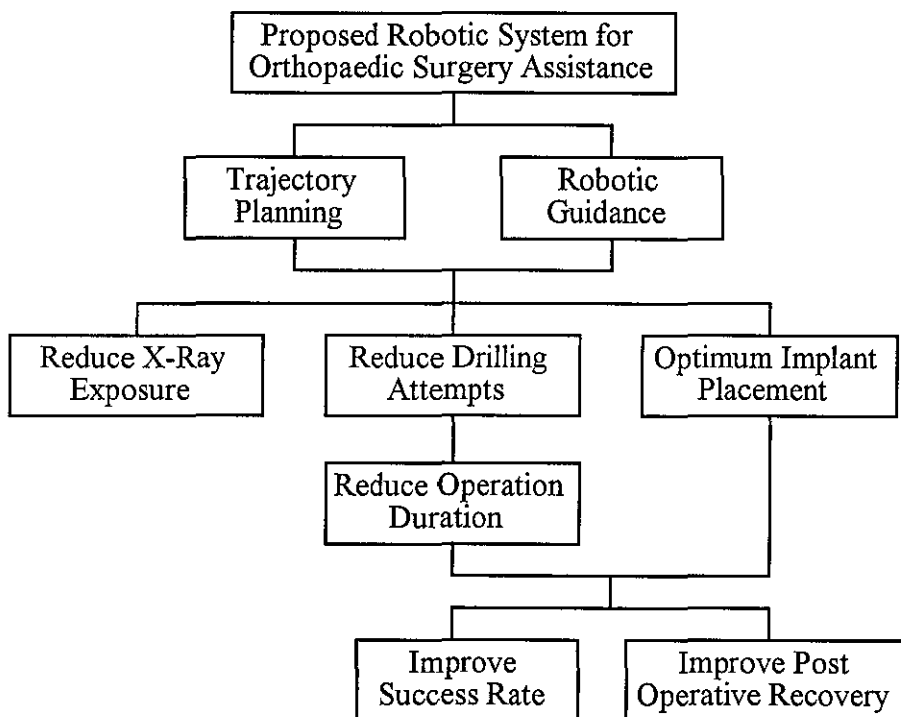 Proposed Robotic System for
Orthopaedic Surgery Assistance
Trajectory
Planning
Robotic
Guidance
Reduce X-Ray
Exposure
Reduce Drilling
Attempts
Optimum Implant
Placement
Reduce Operation
Duration
Improve
Success Rate
Improve Post
Operative Recovery